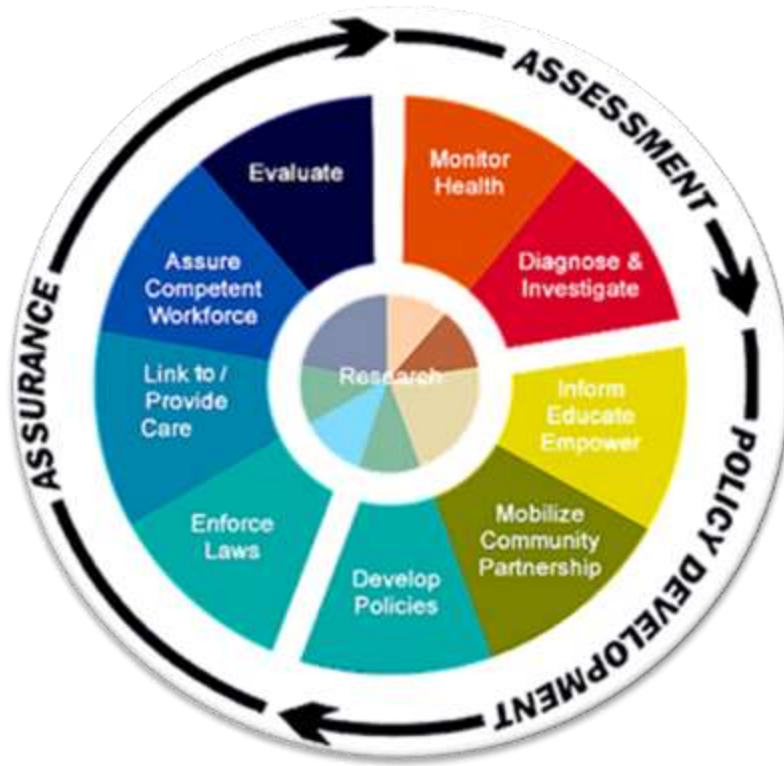 ASSESSMENT
POLICY DEVELOPMENT
ASSURANCE
Monitor
Health
Diagnose &
Investigate
Inform
Educate
Empower
Mobilize
Community
Partnership
Develop
Policies
Enforce
Laws
Link to /
Provide
Care
Assure
Competent
Workforce
Evaluate
Research